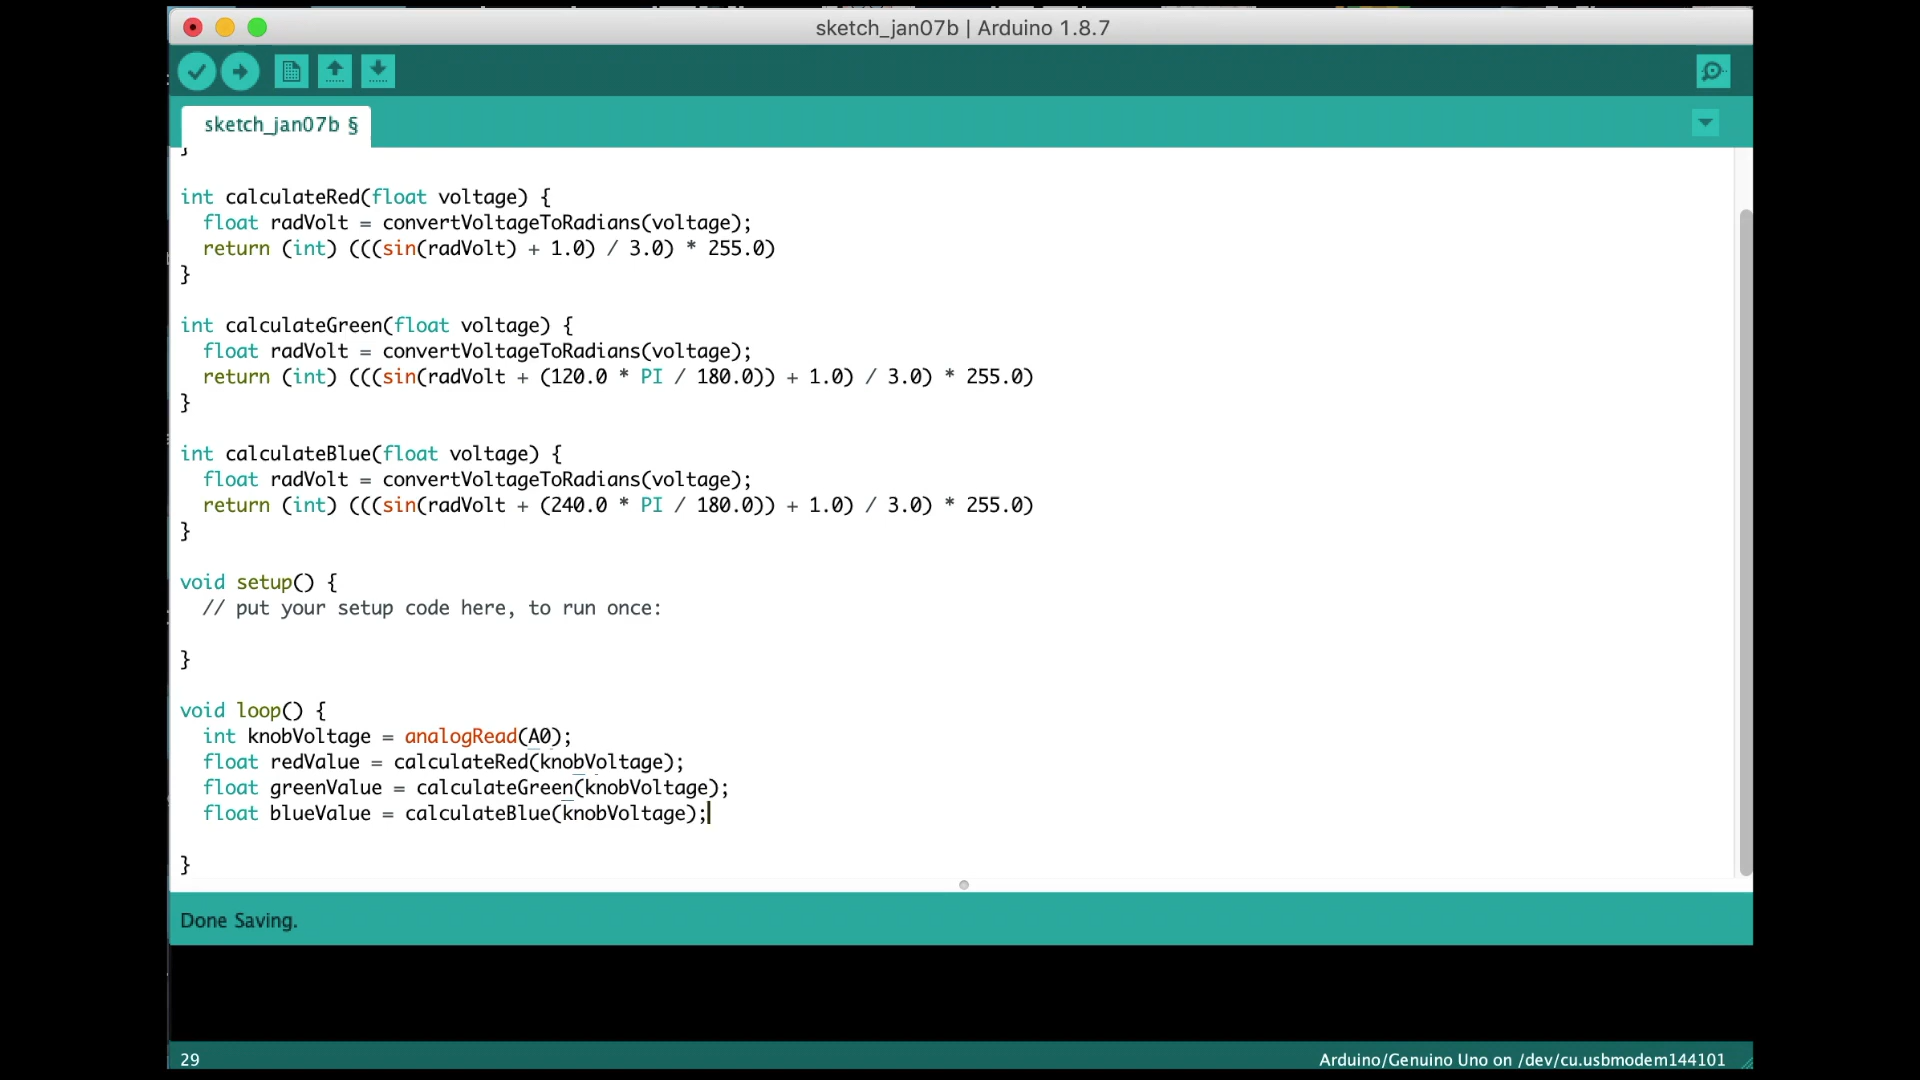 sketch_jan07b | Arduino 1.8.7
sketch_jan07b §
}
int calculateRed(float voltage) {
  float radVolt = convertVoltageToRadians(voltage);
  return (int) (((sin(radVolt) + 1.0) / 3.0) * 255.0)
}
int calculateGreen(float voltage) {
  float radVolt = convertVoltageToRadians(voltage);
  return (int) (((sin(radVolt + (120.0 * PI / 180.0)) + 1.0) / 3.0) * 255.0)
}
int calculateBlue(float voltage) {
  float radVolt = convertVoltageToRadians(voltage);
  return (int) (((sin(radVolt + (240.0 * PI / 180.0)) + 1.0) / 3.0) * 255.0)
}
void setup() {
  // put your setup code here, to run once:
}
void loop() {
  int knobVoltage = analogRead(A0);
  float redValue = calculateRed(knobVoltage);
  float greenValue = calculateGreen(knobVoltage);
  float blueValue = calculateBlue(knobVoltage);
}
Done Saving.
29
Arduino/Genuino Uno on /dev/cu.usbmodem144101